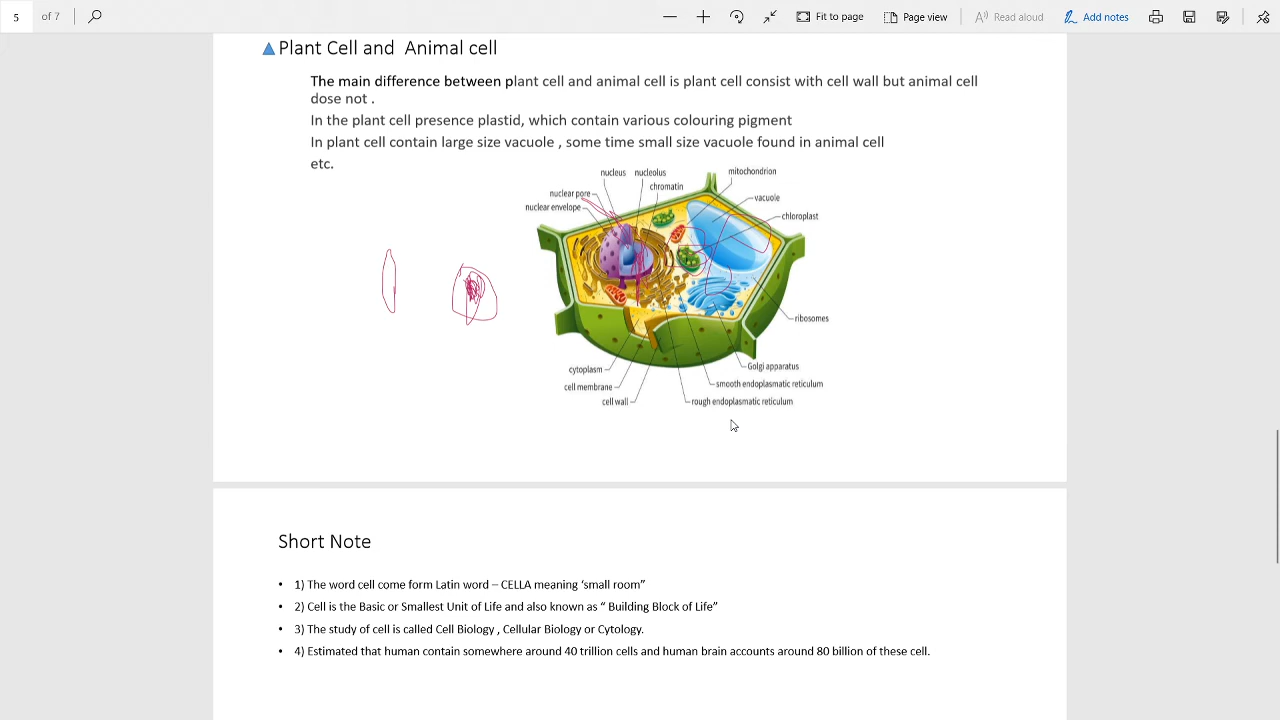 5 of 7 Fit to page Page view Read aloud Add notes
Plant Cell and Animal cell
The main difference between plant cell and animal cell is plant cell consist with cell wall but animal cell
dose not .
In the plant cell presence plastid, which contain various colouring pigment
In plant cell contain large size vacuole , some time small size vacuole found in animal cell
etc.
nucleus nucleolus mitochondrion
chromatin
nuclear pore vacuole
nuclear envelope chloroplast
ribosomes
cytoplasm Golgi apparatus
cell membrane smooth endoplasmatic reticulum
cell wall rough endoplasmatic reticulum
Short Note
• 1) The word cell come form Latin word – CELLA meaning ‘small room”
• 2) Cell is the Basic or Smallest Unit of Life and also known as “ Building Block of Life”
• 3) The study of cell is called Cell Biology , Cellular Biology or Cytology.
• 4) Estimated that human contain somewhere around 40 trillion cells and human brain accounts around 80 billion of these cell.